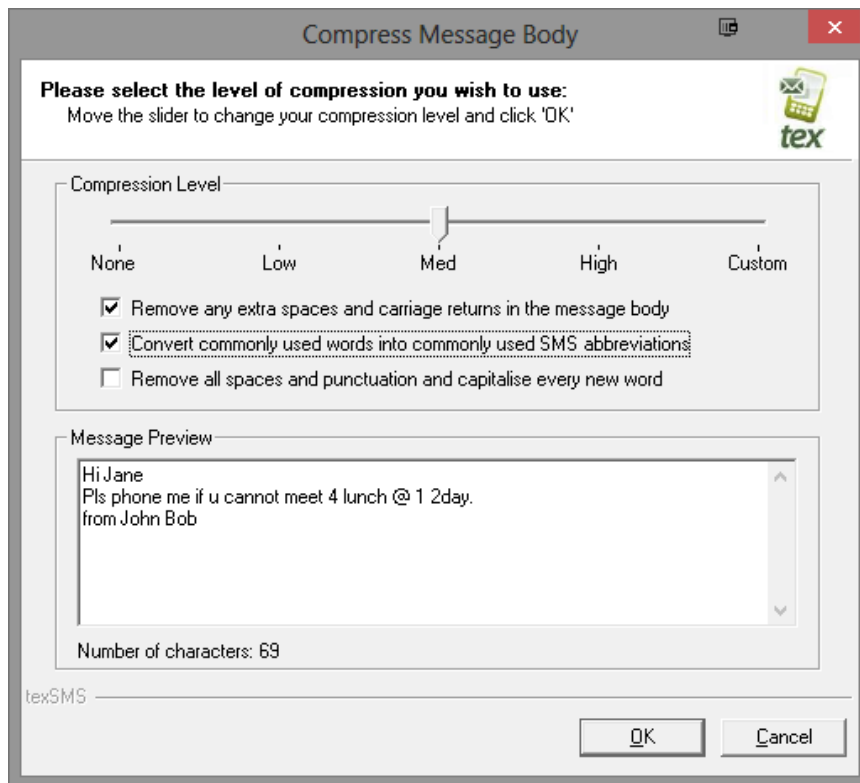 Compress Message Body
Please select the level of compression you wish to use:
Move the slider to change your compression level and click 'OK'
tex
Compression Level
None Low Med High Custom
Remove any extra spaces and carriage returns in the message body
Convert commonly used words into commonly used SMS abbreviations
Remove all spaces and punctuation and capitalise every new word
Message Preview
Hi Jane
Pls phone me if u cannot meet 4 lunch @ 1 2day.
from John Bob
Number of characters: 69
texSMS
OK Cancel